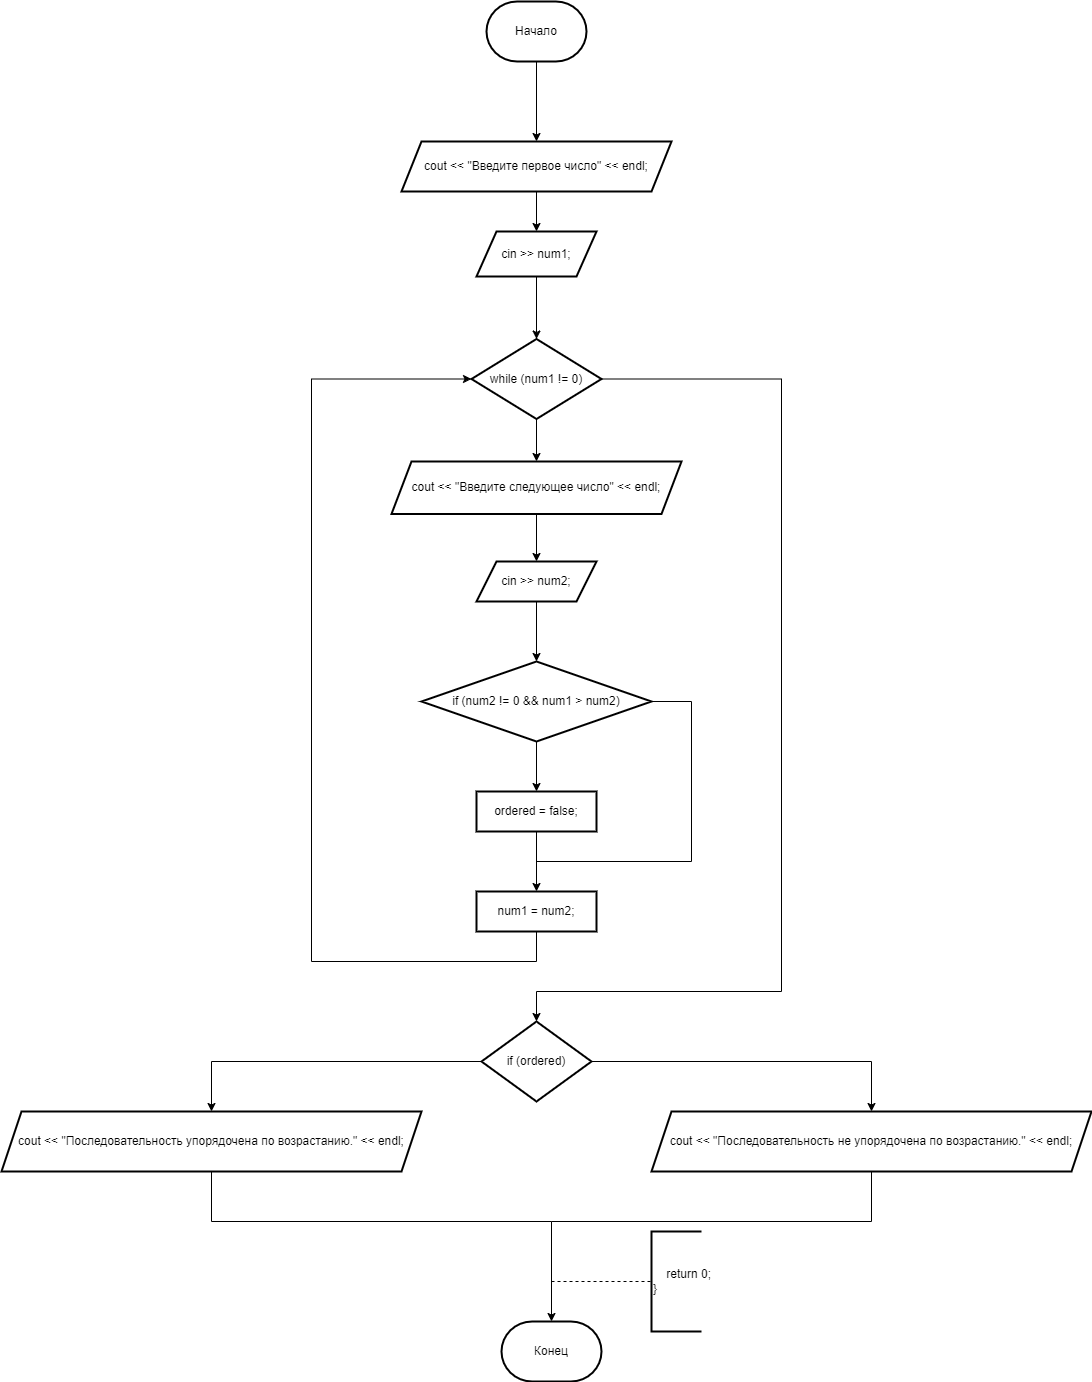 Начало
cout << "Введите первое число" << endl;
cin >> num1;
while (num1 != 0)
cout << "Введите следующее число" << endl;
cin >> num2;
if (num2 != 0 && num1 > num2)
ordered = false;
num1 = num2;
if (ordered)
cout << "Последовательность упорядочена по возрастанию." << endl;
cout << "Последовательность не упорядочена по возрастанию." << endl;
return 0;
}
Конец